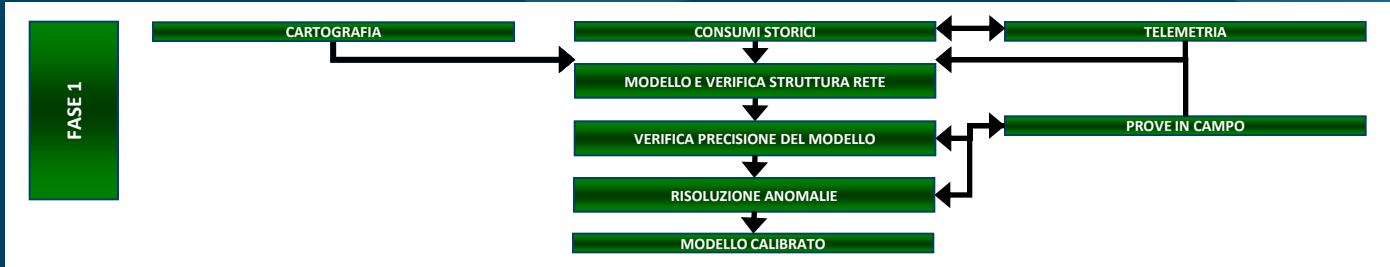 FASE 1
CARTOGRAFIA
CONSUMI STORICI
TELEMETRIA
MODELLO E VERIFICA STRUTTURA RETE
VERIFICA PRECISIONE DEL MODELLO
PROVE IN CAMPO
RISOLUZIONE ANOMALIE
MODELLO CALIBRATO